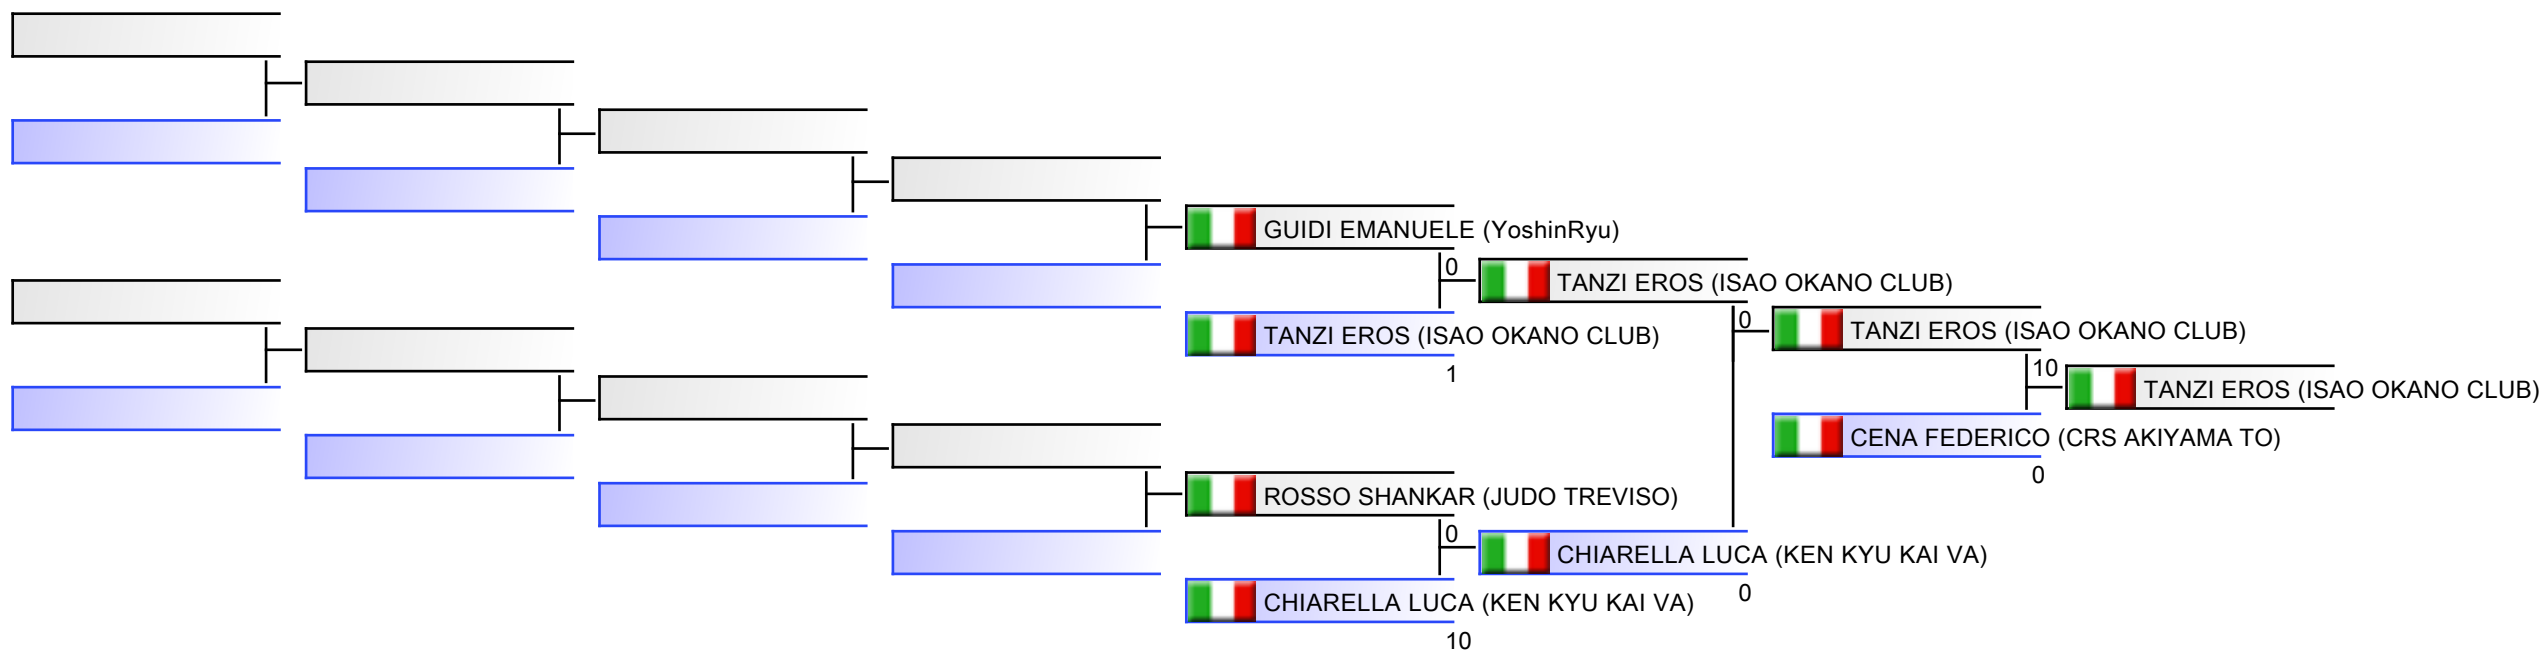 GUIDI EMANUELE (YoshinRyu)
0
TANZI EROS (ISAO OKANO CLUB)
TANZI EROS (ISAO OKANO CLUB)
1
0
TANZI EROS (ISAO OKANO CLUB)
10
TANZI EROS (ISAO OKANO CLUB)
CENA FEDERICO (CRS AKIYAMA TO)
0
ROSSO SHANKAR (JUDO TREVISO)
0
CHIARELLA LUCA (KEN KYU KAI VA)
0
CHIARELLA LUCA (KEN KYU KAI VA)
10